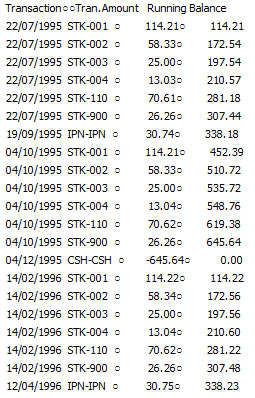 Transaction○○Tran.Amount Running Balance
22/07/1995 STK-001 ○ 114.21○ 114.21
22/07/1995 STK-002 ○ 58.33○ 172.54
22/07/1995 STK-003 ○ 25.00○ 197.54
22/07/1995 STK-004 ○ 13.03○ 210.57
22/07/1995 STK-110 ○ 70.61○ 281.18
22/07/1995 STK-900 ○ 26.26○ 307.44
19/09/1995 IPN-IPN ○ 30.74○ 338.18
04/10/1995 STK-001 ○ 114.21○ 452.39
04/10/1995 STK-002 ○ 58.33○ 510.72
04/10/1995 STK-003 ○ 25.00○ 535.72
04/10/1995 STK-004 ○ 13.04○ 548.76
04/10/1995 STK-110 ○ 70.62○ 619.38
04/10/1995 STK-900 ○ 26.26○ 645.64
04/12/1995 CSH-CSH ○ -645.64○ 0.00
14/02/1996 STK-001 ○ 114.22○ 114.22
14/02/1996 STK-002 ○ 58.34○ 172.56
14/02/1996 STK-003 ○ 25.00○ 197.56
14/02/1996 STK-004 ○ 13.04○ 210.60
14/02/1996 STK-110 ○ 70.62○ 281.22
14/02/1996 STK-900 ○ 26.26○ 307.48
12/04/1996 IPN-IPN ○ 30.75○ 338.23